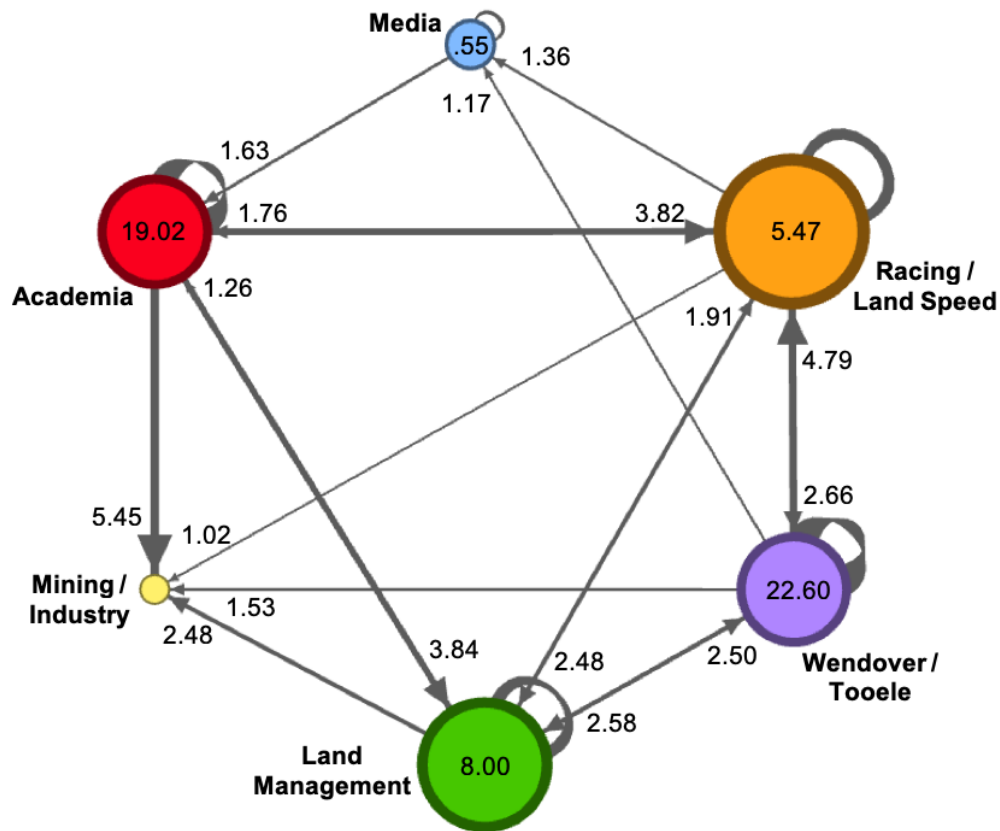 Media
.55
1.36
1.17
1.63
19.02
1.76
3.82
5.47
Academia
1.26
Racing /
Land Speed
1.91
4.79
5.45
1.02
2.66
Mining /
Industry
1.53
22.60
2.48
3.84
2.48
2.50
Wendover /
Tooele
2.58
Land
Management
8.00